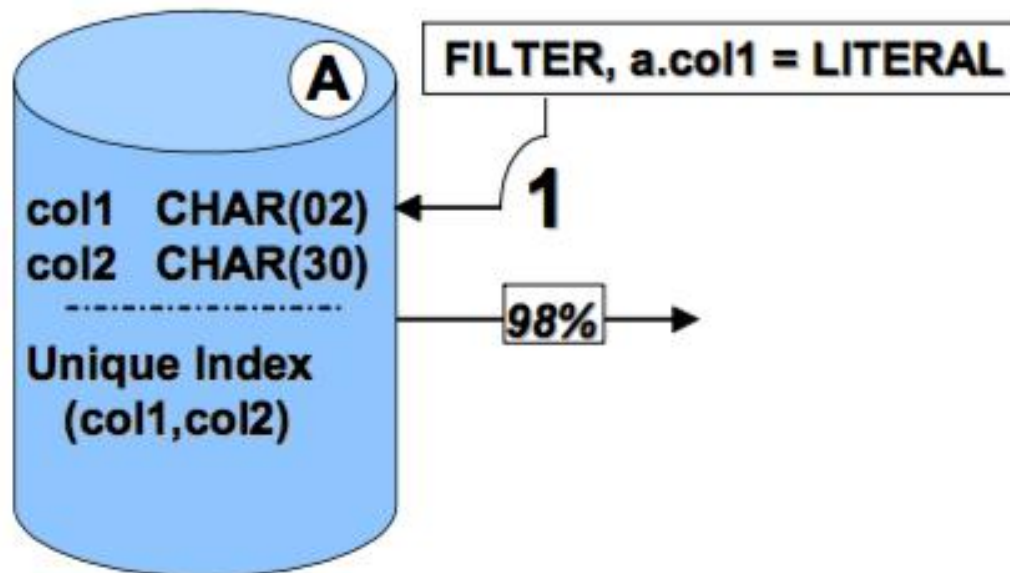 A
FILTER, a.col1 = LITERAL
1
col1 CHAR(02)
col2 CHAR(30)
98%
Unique Index
(col1,col2)